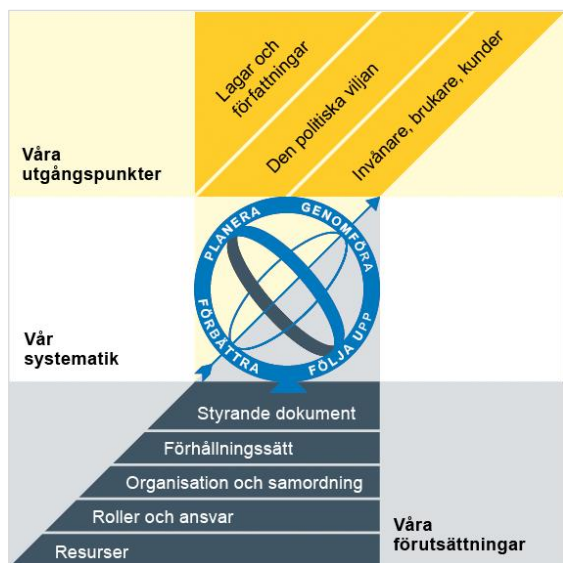 Lagar och
författningar
Den politiska viljan
Invånare, brukare, kunder
Våra
utgångspunkter
PLANERA
GENOMFÖRA
FÖRBÄTTRA
FÖLJA UPP
Vår
systematik
Styrande dokument
Förhållningssätt
Organisation och samordning
Roller och ansvar
Resurser
Våra
förutsättningar